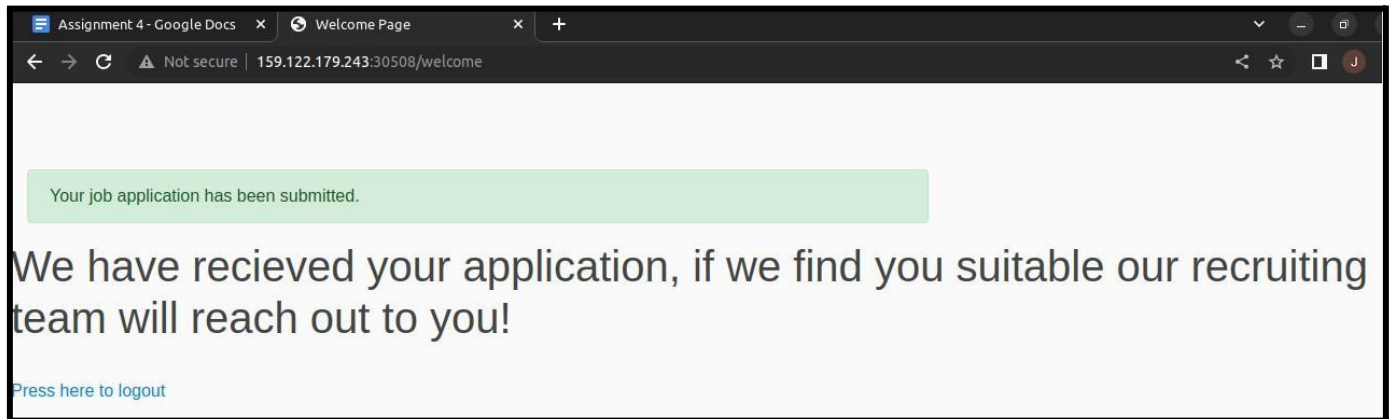 Assignment 4 - Google Docs
Welcome Page
Not secure | 159.122.179.243:30508/welcome
J
Your job application has been submitted.
We have recieved your application, if we find you suitable our recruiting
team will reach out to you!
Press here to logout